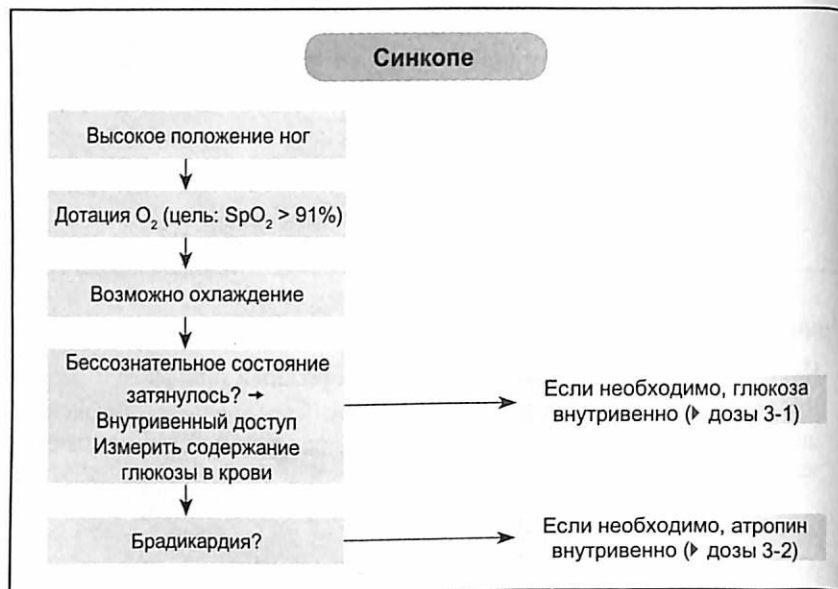 Синкопе
Высокое положение ног
Дотация O₂ (цель: SpO₂ > 91%)
Возможно охлаждение
Бессознательное состояние
затянулось? →
Внутривенный доступ
Измерить содержание
глюкозы в крови
Если необходимо, глюкоза
внутривенно (▶ дозы 3-1)
Брадикардия?
Если необходимо, атропин
внутривенно (▶ дозы 3-2)